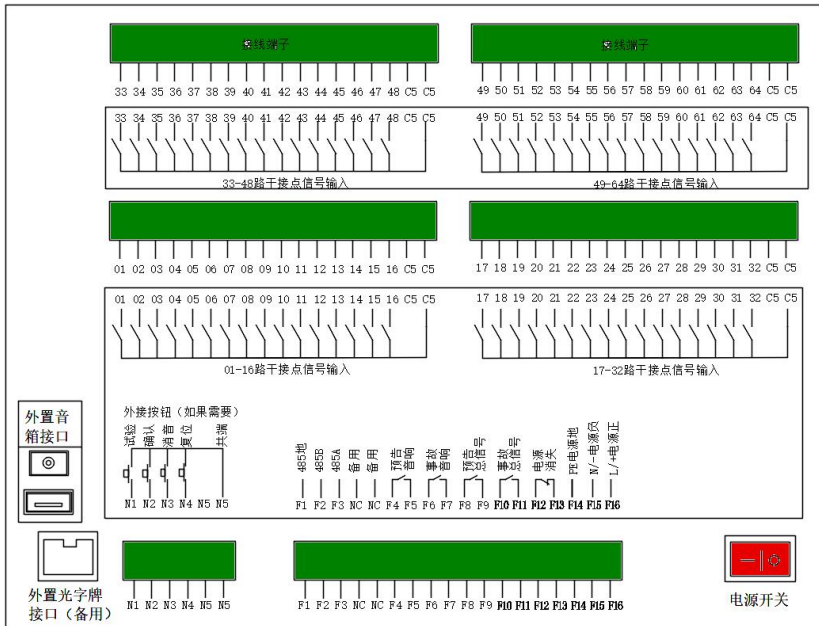 接线端子 接线端子
33 34 35 36 37 38 39 40 41 42 43 44 45 46 47 48 C5 C5 49 50 51 52 53 54 55 56 57 58 59 60 61 62 63 64 C5 C5
33 34 35 36 37 38 39 40 41 42 43 44 45 46 47 48 C5 C5 49 50 51 52 53 54 55 56 57 58 59 60 61 62 63 64 C5 C5
33-48路干接点信号输入 49-64路干接点信号输入
01 02 03 04 05 06 07 08 09 10 11 12 13 14 15 16 C5 C5 17 18 19 20 21 22 23 24 25 26 27 28 29 30 31 32 C5 C5
01 02 03 04 05 06 07 08 09 10 11 12 13 14 15 16 C5 C5 17 18 19 20 21 22 23 24 25 26 27 28 29 30 31 32 C5 C5
01-16路干接点信号输入 17-32路干接点信号输入
外置音
箱接口
外接按钮（如果需要）
试验 确认 消音 复位 共端
485地 485B 485A 备用 备用 预告音响 事故音响 预告总信号 事故总信号 电源消失 PE电源地 N/-电源负 L/+电源正
N1 N2 N3 N4 N5 N5 F1 F2 F3 NC NC F4 F5 F6 F7 F8 F9 F10 F11 F12 F13 F14 F15 F16
外置光字牌
接口（备用）
N1 N2 N3 N4 N5 N5 F1 F2 F3 NC NC F4 F5 F6 F7 F8 F9 F10 F11 F12 F13 F14 F15 F16
电源开关